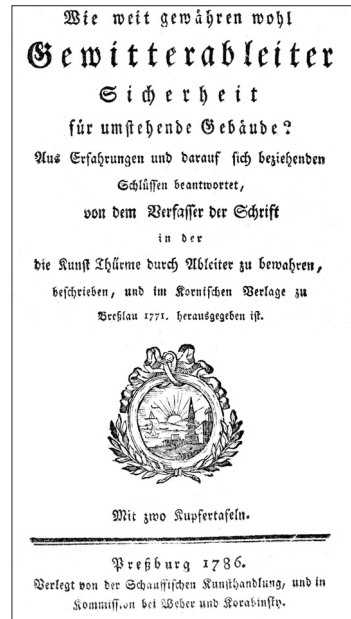 Wie weit gewähren wohl
Gewitterableiter
Sicherheit
für umstehende Gebäude?
Aus Erfahrungen und darauf sich beziehenden
Schlüssen beantwortet,
von dem Verfasser der Schrift
in der
die Kunst Thürme durch Ableiter zu bewahren,
beschrieben, und im Kornischen Verlage zu
Breßlau 1771. herausgegeben ist.
Mit zwo Kupfertafeln.
Preßburg 1786.
Verlegt von der Schauffischen Kunsthandlung, und in
Kommission bei Weber und Korabinsky.